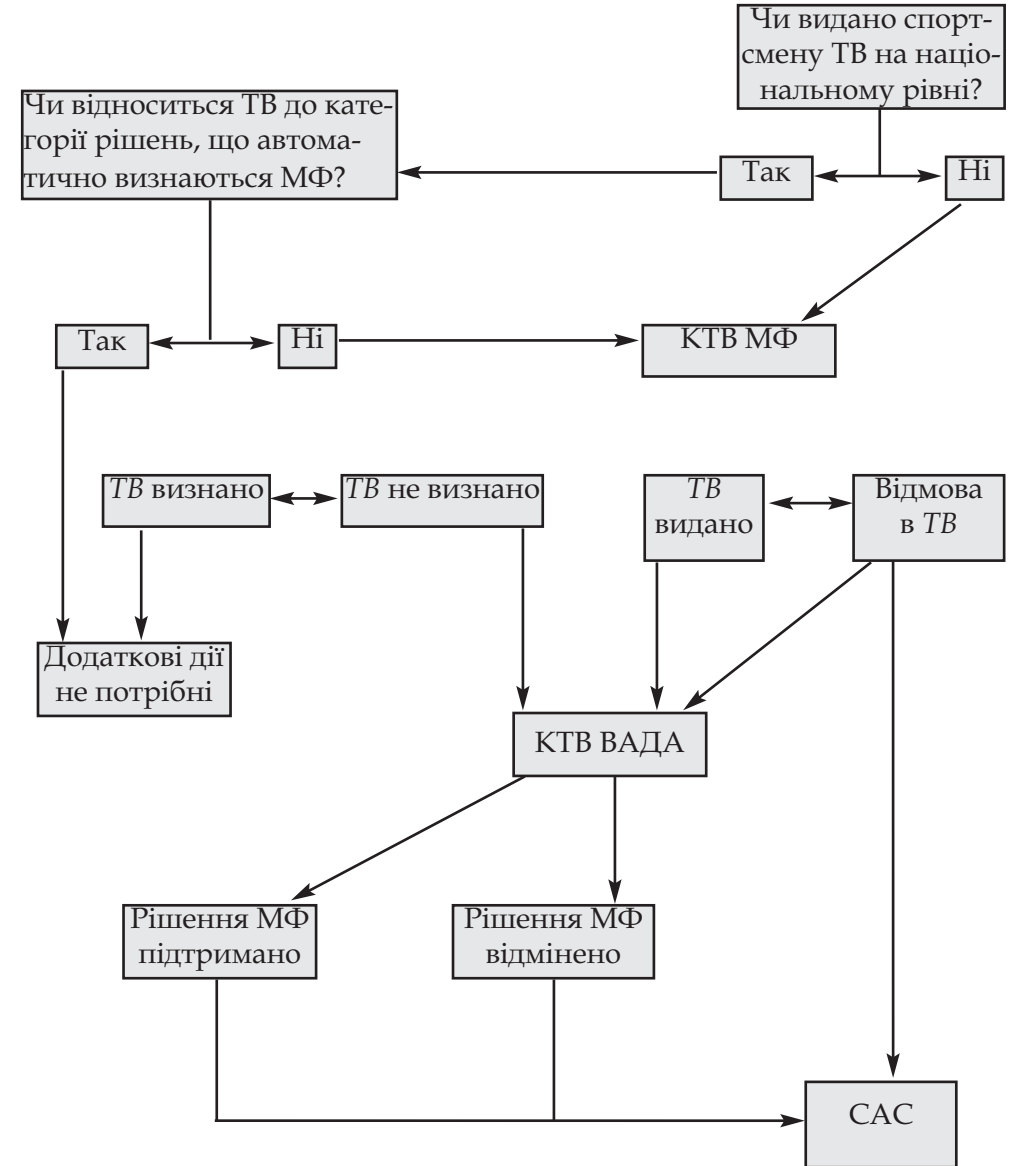 Чи видано спорт-
смену ТВ на націо-
нальному рівні?
Чи відноситься ТВ до кате-
горії рішень, що автома-
тично визнаються МФ?
Так
Ні
Так
Ні
КТВ МФ
ТВ визнано
ТВ не визнано
ТВ
видано
Відмова
в ТВ
Додаткові дії
не потрібні
КТВ ВАДА
Рішення МФ
підтримано
Рішення МФ
відмінено
САС